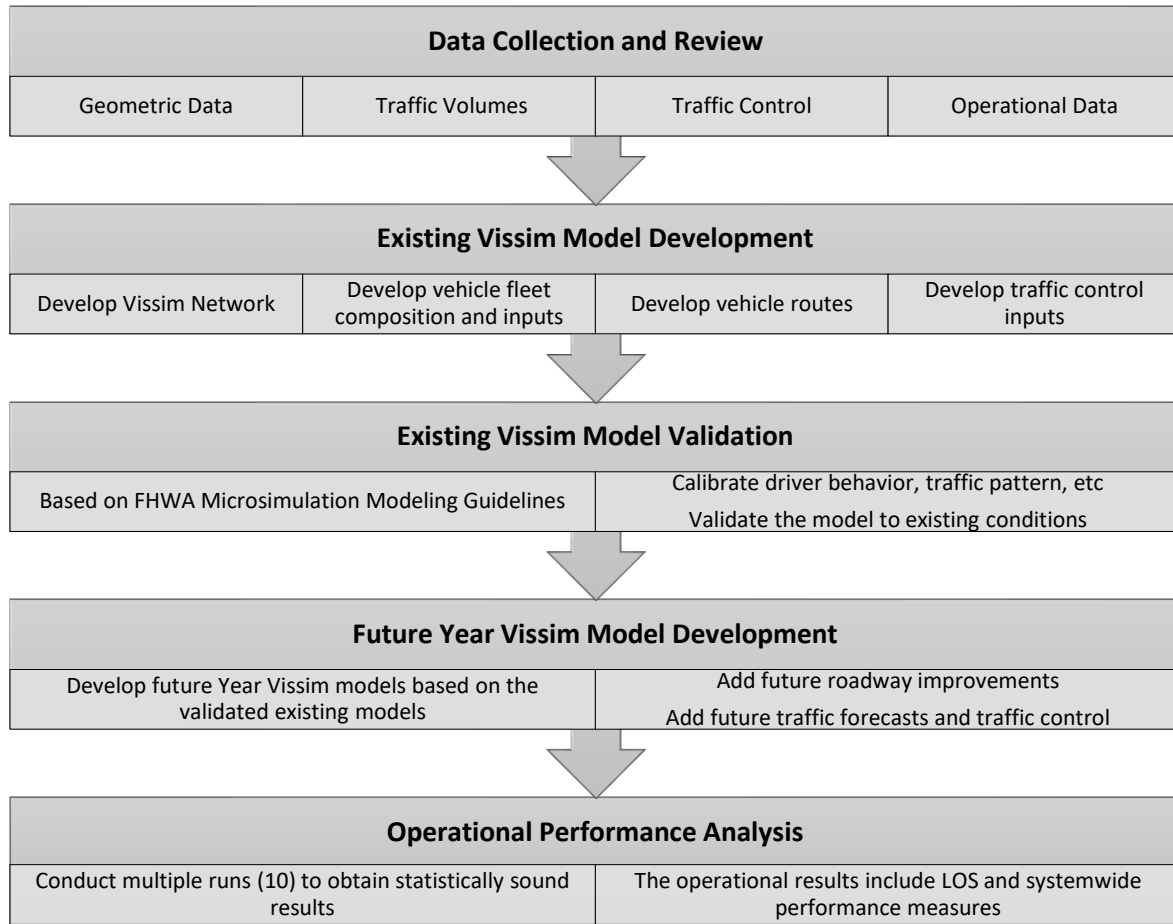 Data Collection and Review
Geometric Data
Traffic Volumes
Traffic Control
Operational Data
Existing Vissim Model Development
Develop Vissim Network
Develop vehicle fleet
composition and inputs
Develop vehicle routes
Develop traffic control
inputs
Existing Vissim Model Validation
Based on FHWA Microsimulation Modeling Guidelines
Calibrate driver behavior, traffic pattern, etc
Validate the model to existing conditions
Future Year Vissim Model Development
Develop future Year Vissim models based on the
validated existing models
Add future roadway improvements
Add future traffic forecasts and traffic control
Operational Performance Analysis
Conduct multiple runs (10) to obtain statistically sound
results
The operational results include LOS and systemwide
performance measures